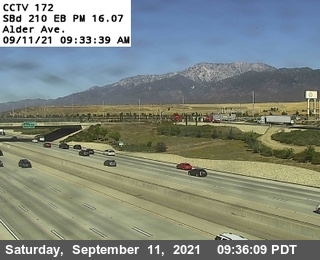 CCTV 172
SBd 210 EB PM 16.07
Alder Ave.
09/11/21 09:33:39 AM
Saturday, September 11, 2021 09:36:09 PDT